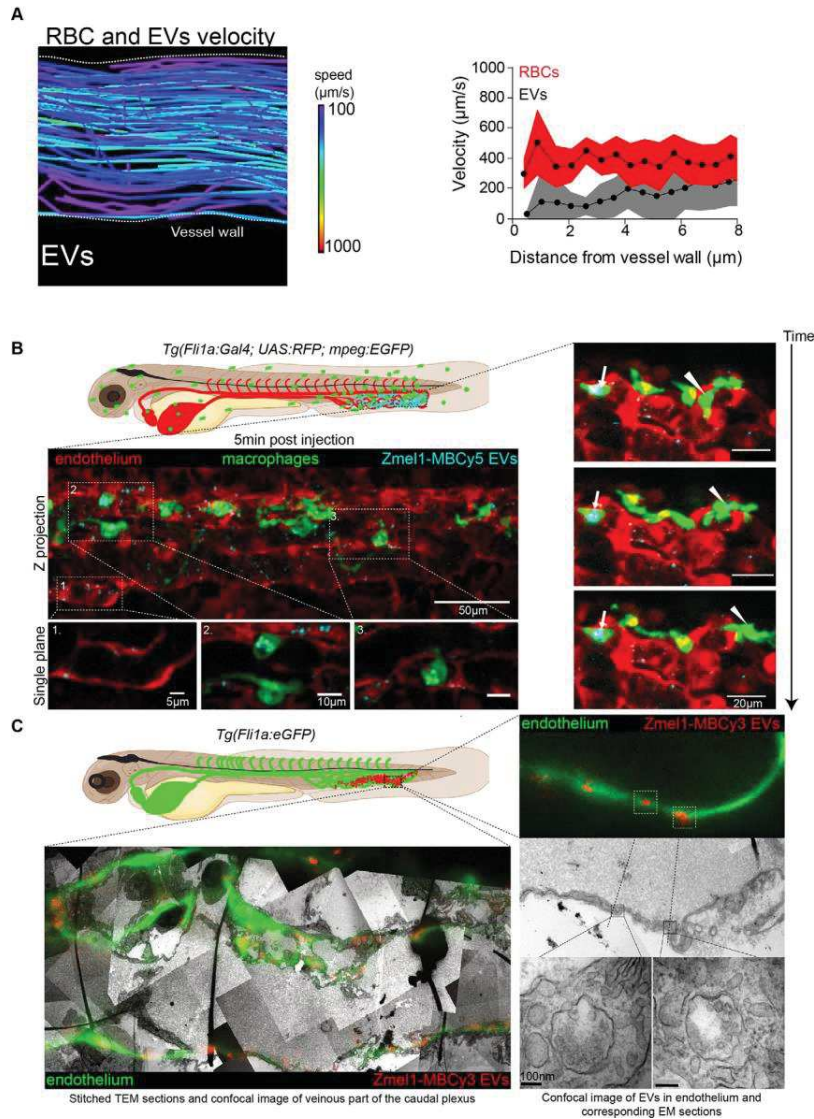 A
RBC and EVs velocity
speed
(μm/s)
100
1000
Vessel wall
EVs
RBCs
EVs
Velocity (μm/s)
1000
800
600
400
200
0
0 2 4 6 8
Distance from vessel wall (μm)
B
Tg(Fli1a:Gal4; UAS:RFP; mpeg:EGFP)
Time
5min post injection
endothelium macrophages Zmel1-MBCy5 EVs
Z projection
2.
3.
1.
50μm
Single plane
1. 2. 3.
5μm
10μm
20μm
C
Tg(Fli1a:eGFP)
endothelium Zmel1-MBCy3 EVs
endothelium Zmel1-MBCy3 EVs
100nm
Stitched TEM sections and confocal image of veinous part of the caudal plexus
Confocal image of EVs in endothelium and
corresponding EM sections